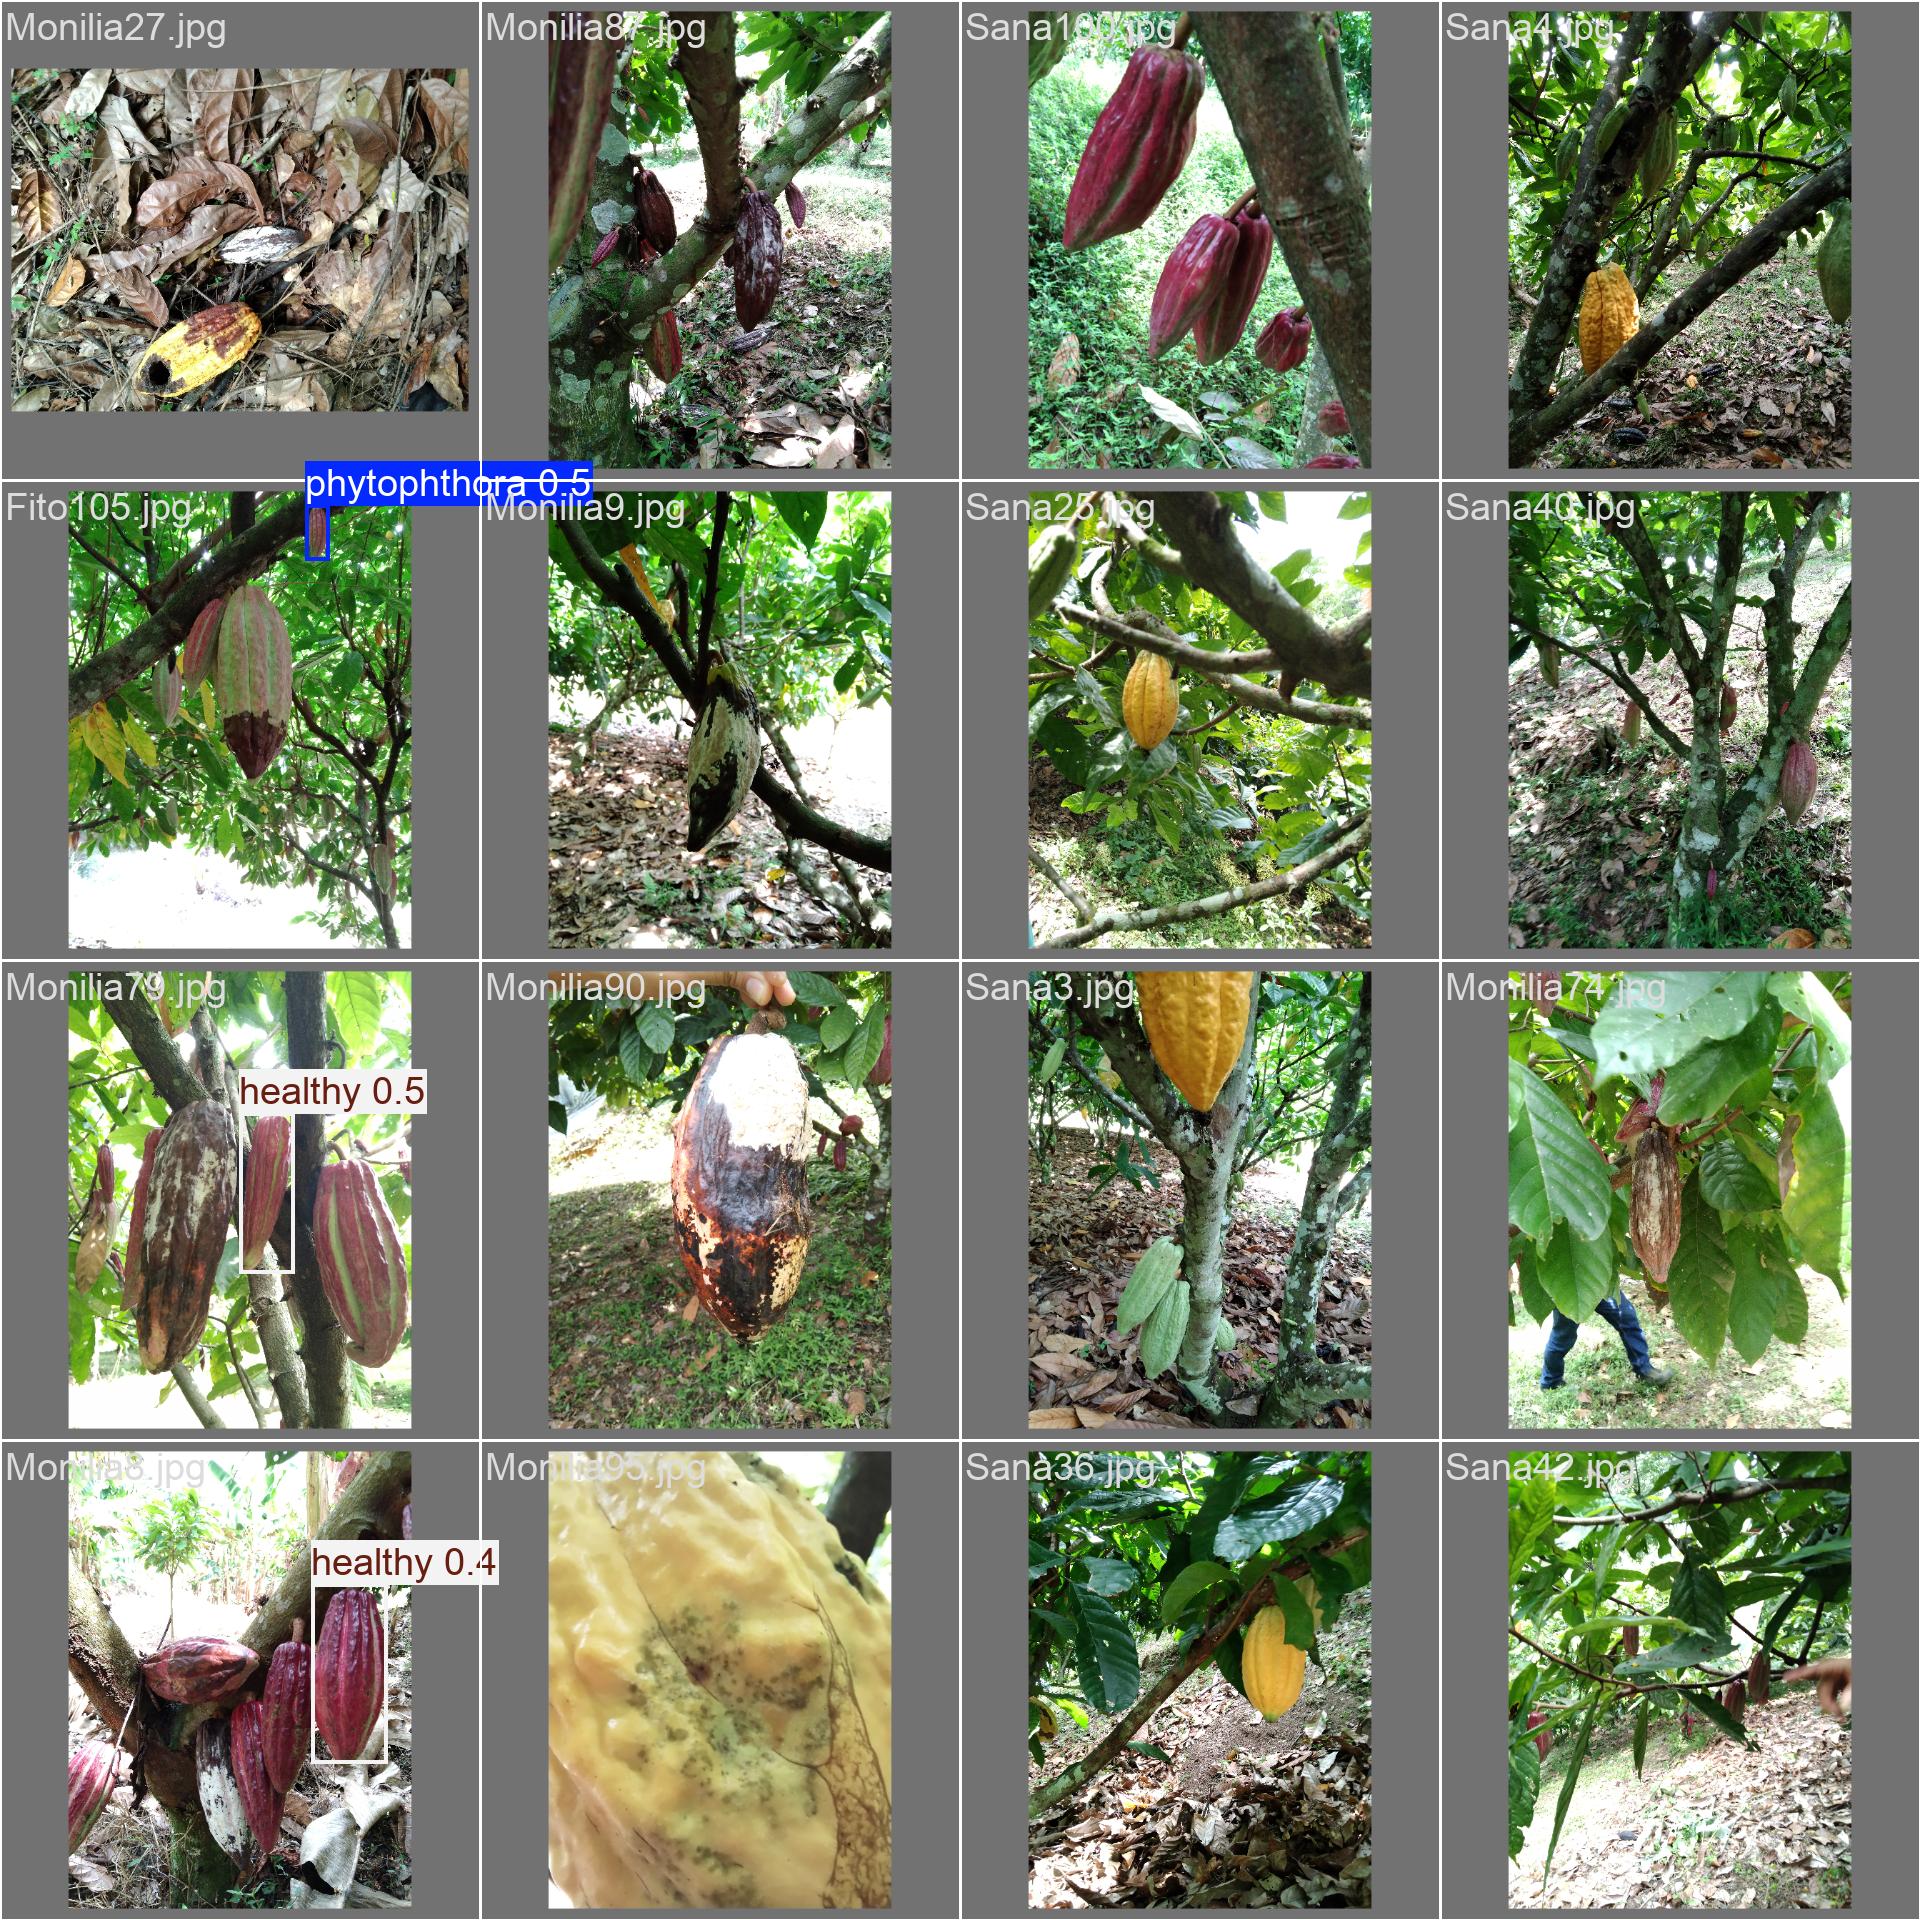 Monilia27.jpg
Monilia87.jpg
Sana100.jpg
Sana4.jpg
phytophthora 0.5
Fito105.jpg
Monilia9.jpg
Sana25.jpg
Sana40.jpg
Monilia79.jpg
Monilia90.jpg
Sana3.jpg
Monilia74.jpg
healthy 0.5
Monilia8.jpg
Monilia95.jpg
Sana36.jpg
Sana42.jpg
healthy 0.4